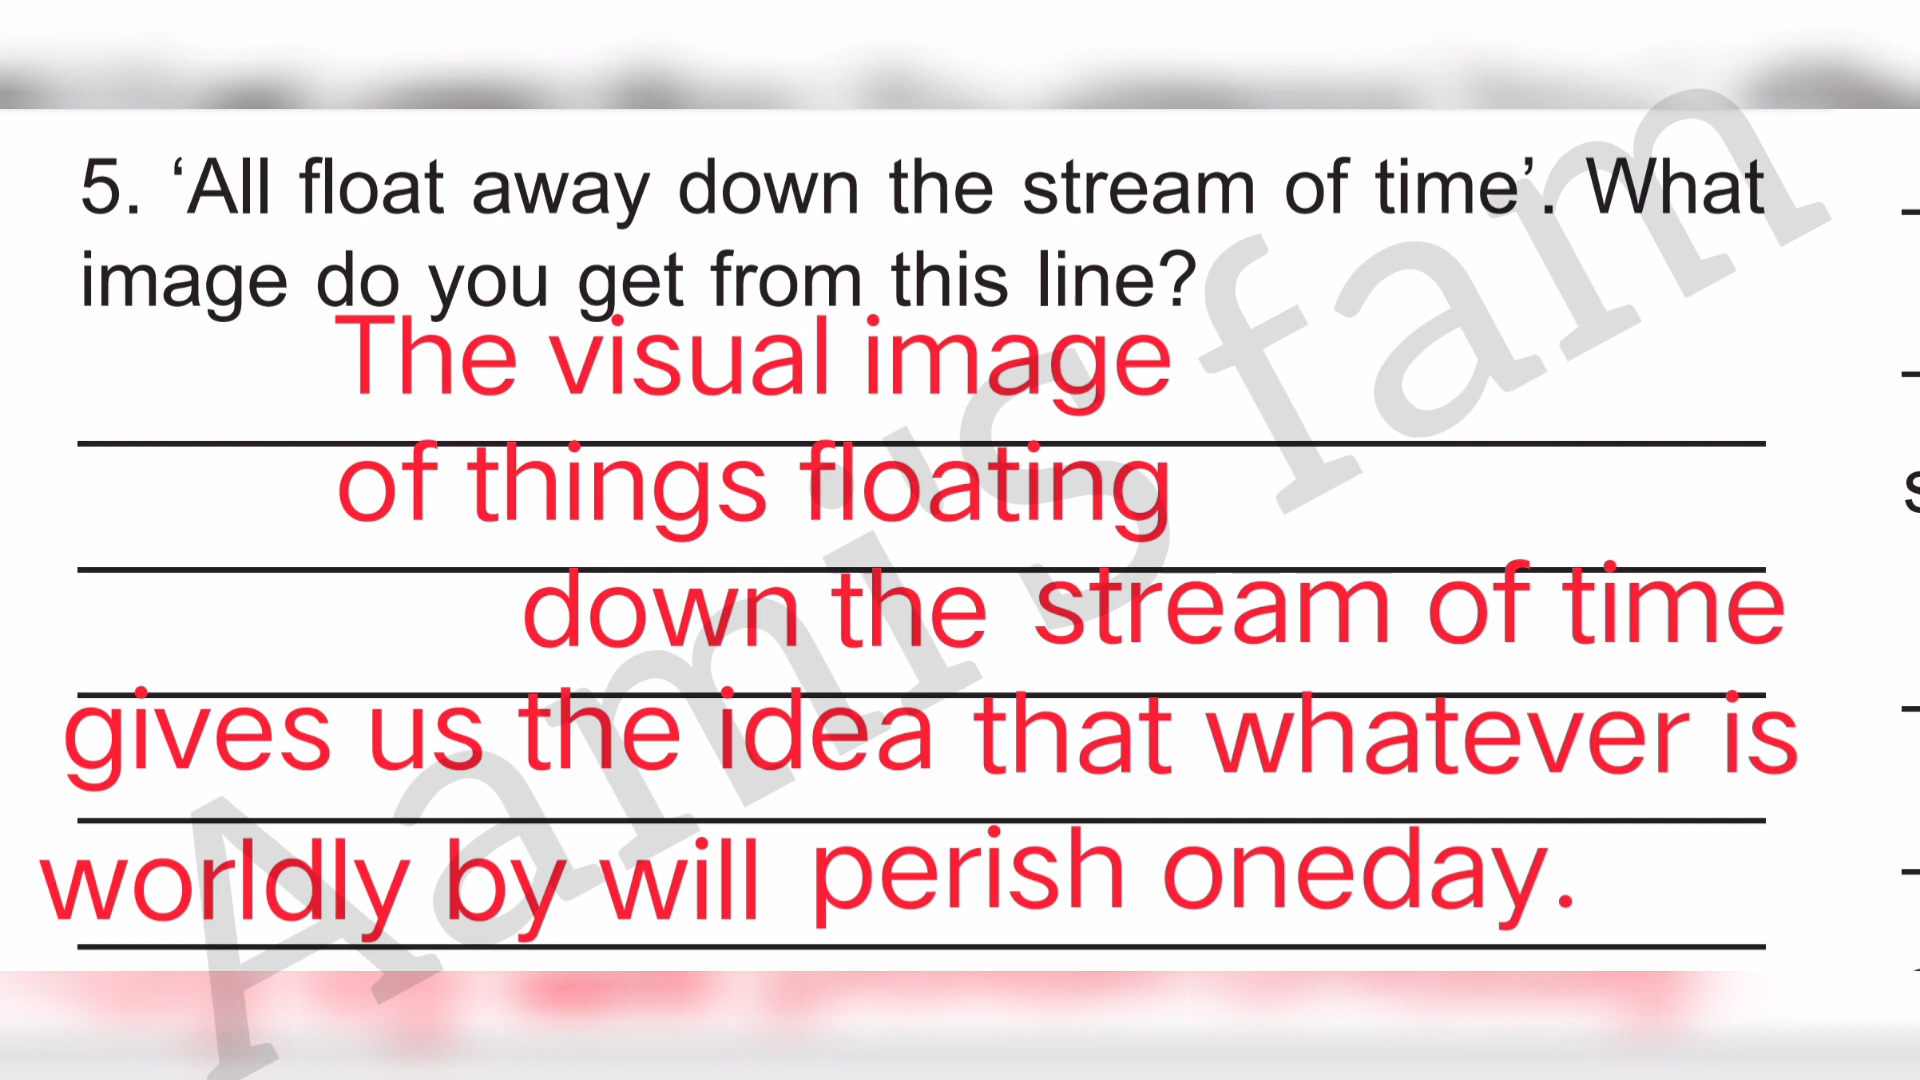 5. ‘All float away down the stream of time’. What
image do you get from this line?
The visual image
of things floating
down the stream of time
gives us the idea that whatever is
worldly by will perish oneday.
Aami's fam